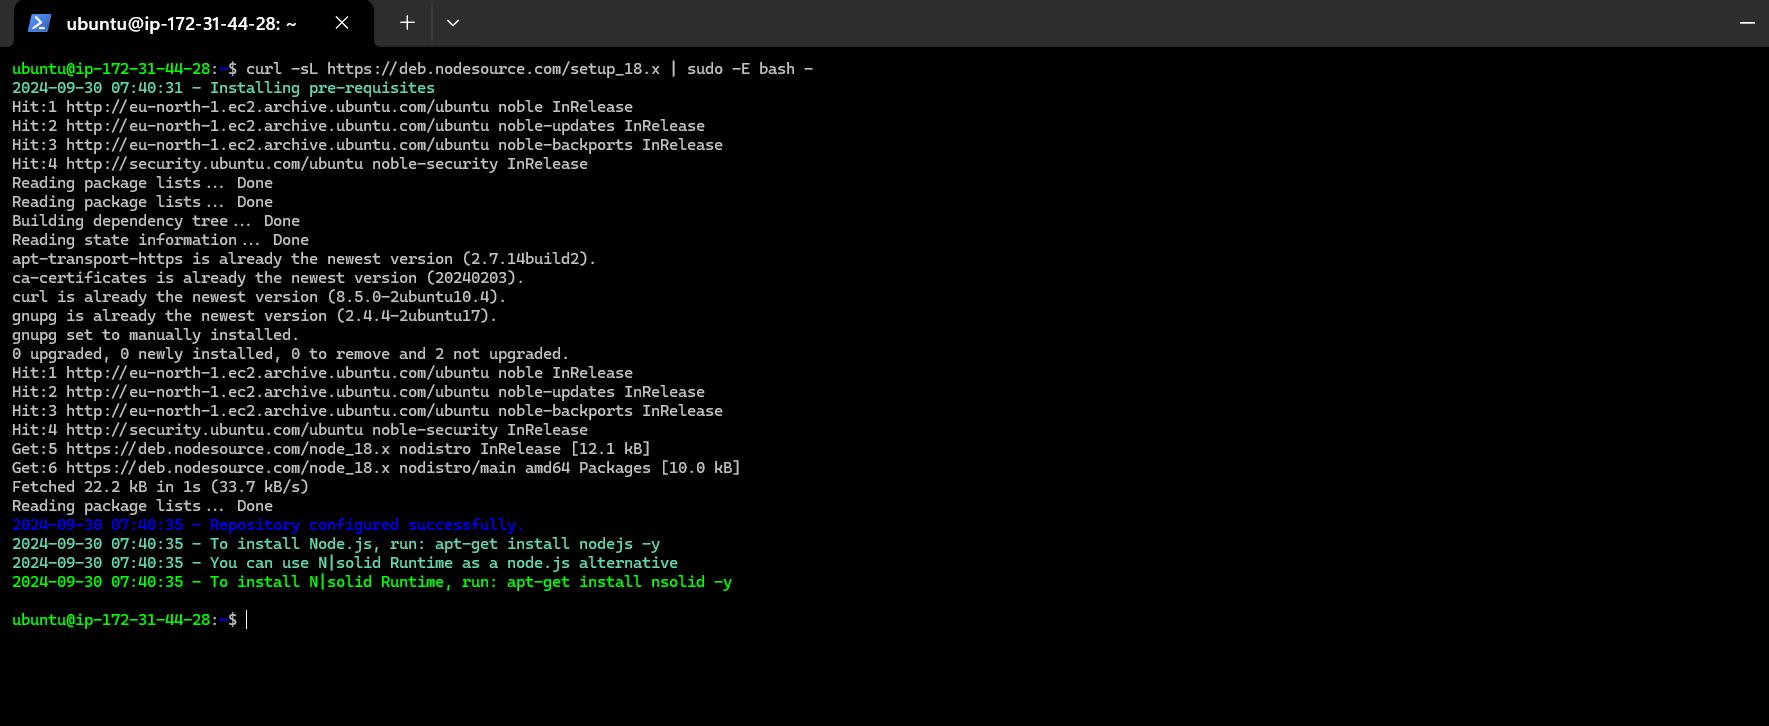 ubuntu@ip-172-31-44-28: ~
ubuntu@ip-172-31-44-28:~$ curl -sL https://deb.nodesource.com/setup_18.x | sudo -E bash -
2024-09-30 07:40:31 - Installing pre-requisites
Hit:1 http://eu-north-1.ec2.archive.ubuntu.com/ubuntu noble InRelease
Hit:2 http://eu-north-1.ec2.archive.ubuntu.com/ubuntu noble-updates InRelease
Hit:3 http://eu-north-1.ec2.archive.ubuntu.com/ubuntu noble-backports InRelease
Hit:4 http://security.ubuntu.com/ubuntu noble-security InRelease
Reading package lists... Done
Reading package lists... Done
Building dependency tree... Done
Reading state information... Done
apt-transport-https is already the newest version (2.7.14build2).
ca-certificates is already the newest version (20240203).
curl is already the newest version (8.5.0-2ubuntu10.4).
gnupg is already the newest version (2.4.4-2ubuntu17).
gnupg set to manually installed.
0 upgraded, 0 newly installed, 0 to remove and 2 not upgraded.
Hit:1 http://eu-north-1.ec2.archive.ubuntu.com/ubuntu noble InRelease
Hit:2 http://eu-north-1.ec2.archive.ubuntu.com/ubuntu noble-updates InRelease
Hit:3 http://eu-north-1.ec2.archive.ubuntu.com/ubuntu noble-backports InRelease
Hit:4 http://security.ubuntu.com/ubuntu noble-security InRelease
Get:5 https://deb.nodesource.com/node_18.x nodistro InRelease [12.1 kB]
Get:6 https://deb.nodesource.com/node_18.x nodistro/main amd64 Packages [10.0 kB]
Fetched 22.2 kB in 1s (33.7 kB/s)
Reading package lists... Done
2024-09-30 07:40:35 - Repository configured successfully.
2024-09-30 07:40:35 - To install Node.js, run: apt-get install nodejs -y
2024-09-30 07:40:35 - You can use N|solid Runtime as a node.js alternative
2024-09-30 07:40:35 - To install N|solid Runtime, run: apt-get install nsolid -y
ubuntu@ip-172-31-44-28:~$